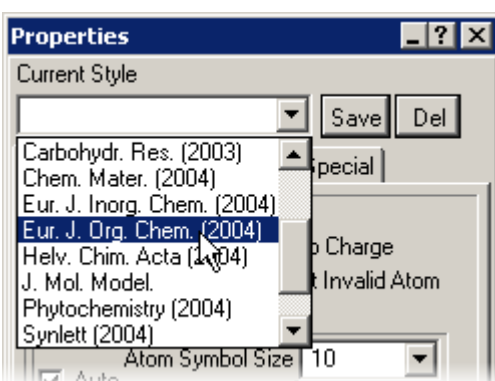 Properties
Current Style
Save Del
Carbohydr. Res. (2003)
Chem. Mater. (2004)
Eur. J. Inorg. Chem. (2004)
Eur. J. Org. Chem. (2004)
Helv. Chim. Acta (2004)
J. Mol. Model.
Phytochemistry (2004)
Synlett (2004)
Charge
Invalid Atom
Atom Symbol Size 10
Auto